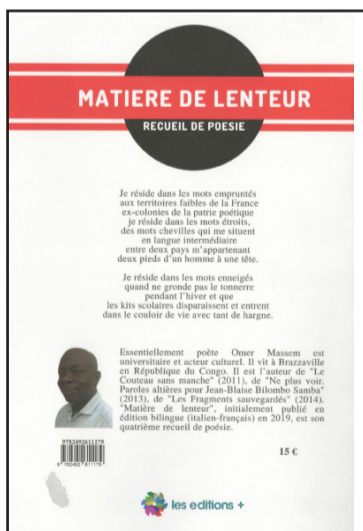 MATIERE DE LENTEUR
RECUEIL DE POESIE
Je réside dans les mots empruntés
aux territoires faibles de la France
ex-colonies de la patrie poétique
je réside dans les mots étroits,
des mots chevilles qui me situent
en langue intermédiaire
entre deux pays m'appartenant
deux pieds d'un homme à une tête.
Je réside dans les mots enneigés
quand ne gronde pas le tonnerre
pendant l'hiver et que
les kits scolaires disparaissent et entrent
dans le couloir de vie avec tant de hargne.
Essentiellement poète Omer Massem est
universitaire et acteur culturel. Il vit à Brazzaville
en République du Congo. Il est l'auteur de "Le
Couteau sans manche" (2011), de "Ne plus voir,
Paroles altières pour Jean-Blaise Bilombo Samba"
(2013), de "Les Fragments sauvegardés" (2014).
"Matière de lenteur", initialement publié en
édition bilingue (italien-français) en 2019, est son
quatrième recueil de poésie.
9782492611179
9 782492 611179
15 €
les editions +